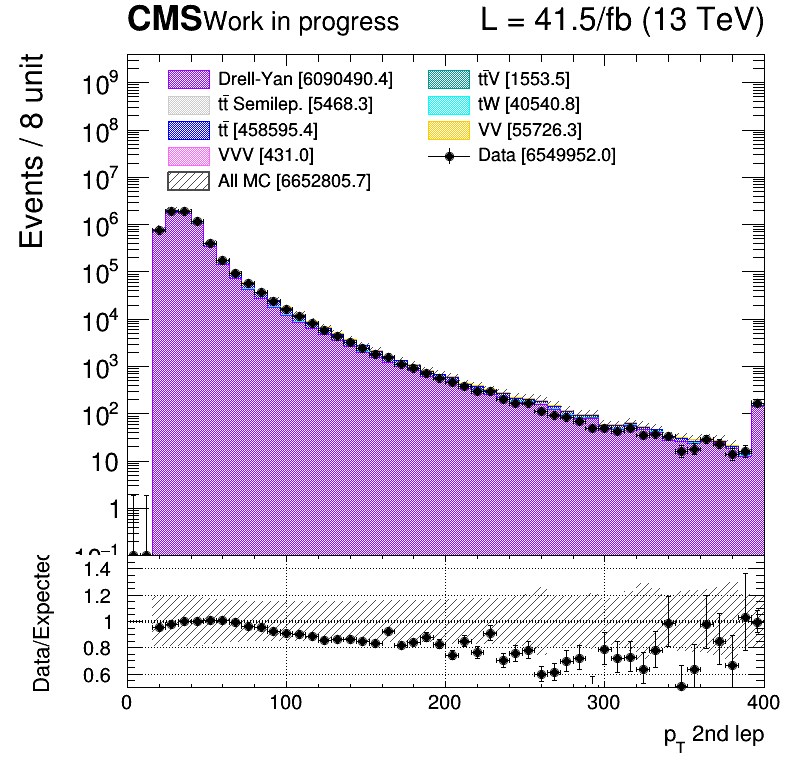 CMS Work in progress L = 41.5/fb (13 TeV)
Events / 8 unit
Drell-Yan [6090490.4] tt̄V [1553.5]
tt̄ Semilep. [5468.3] tW [40540.8]
tt̄ [458595.4] VV [55726.3]
VVV [431.0] Data [6549952.0]
All MC [6652805.7]
10⁹
10⁸
10⁷
10⁶
10⁵
10⁴
10³
10²
10
1
10⁻¹
Data/Expected
1.4
1.2
1
0.8
0.6
0 100 200 300 400
p_T 2nd lep